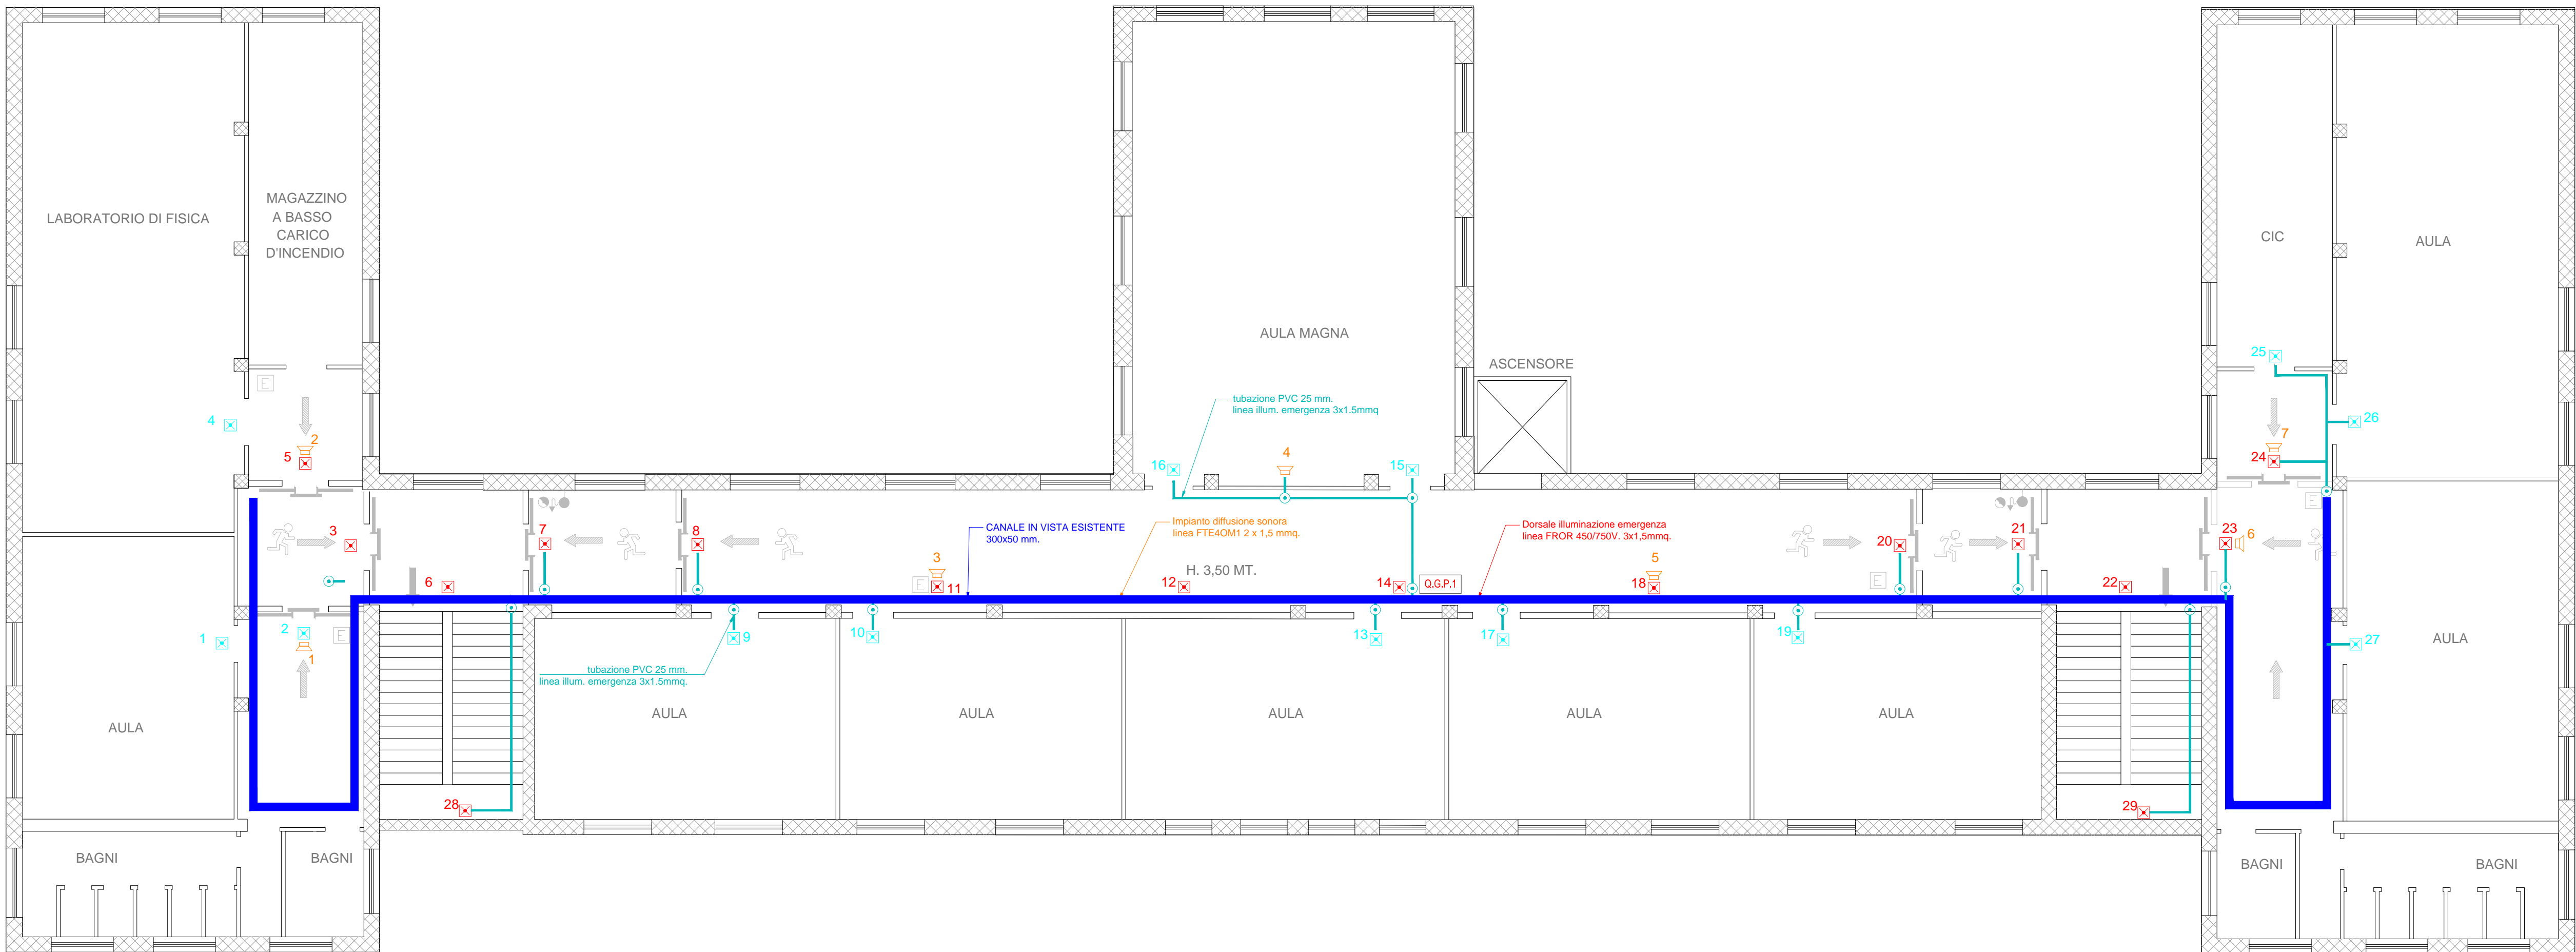 LABORATORIO DI FISICA
MAGAZZINO
A BASSO
CARICO
D'INCENDIO
E
4
2
5
3
1
2
1
E
AULA
BAGNI
BAGNI
6
28
7
8
CANALE IN VISTA ESISTENTE
300x50 mm.
3
E
11
Impianto diffusione sonora
linea FTE4OM1 2 x 1,5 mmq.
H. 3,50 MT.
12
14
Q.G.P.1
AULA MAGNA
tubazione PVC 25 mm.
linea illum. emergenza 3x1.5mmq
16
4
15
ASCENSORE
Dorsale illuminazione emergenza
linea FROR 450/750V. 3x1,5mmq.
5
18
20
E
21
22
23
6
9
10
13
17
19
tubazione PVC 25 mm.
linea illum. emergenza 3x1.5mmq.
AULA
AULA
AULA
AULA
AULA
29
CIC
AULA
25
26
7
24
E
27
AULA
BAGNI
BAGNI